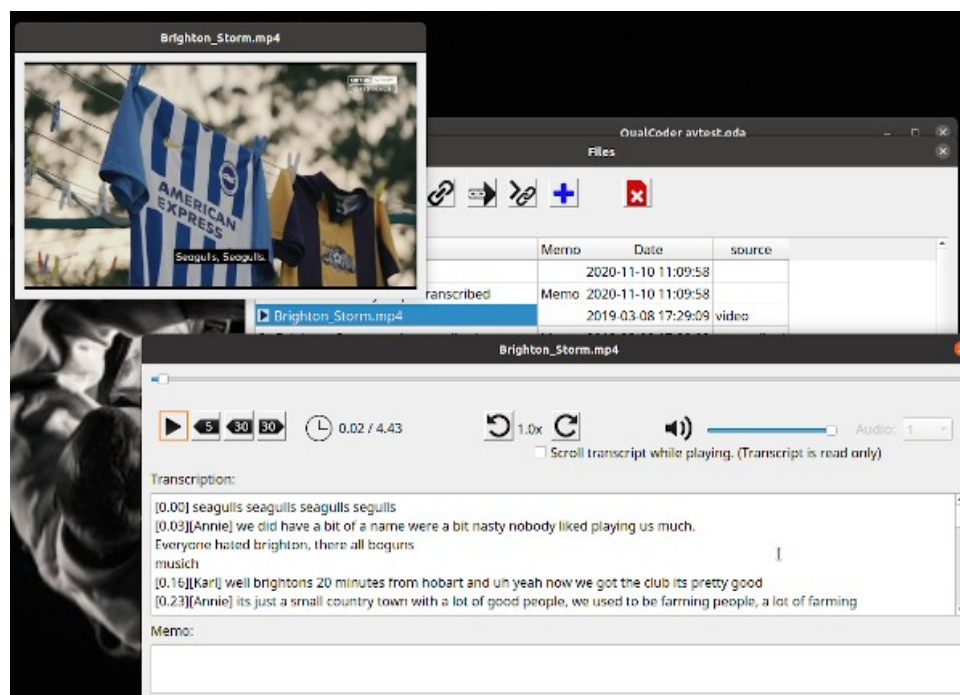 Brighton_Storm.mp4
AMERICAN
EXPRESS
Seagulls, Seagulls.
QualCoder avtest.qda
Files
Memo Date source
2020-11-10 11:09:58
ranscribed Memo 2020-11-10 11:09:58
Brighton_Storm.mp4 2019-03-08 17:29:09 video
Brighton_Storm.mp4
5 30 30 0.02 / 4.43 1.0x Audio: 1
Scroll transcript while playing. (Transcript is read only)
Transcription:
[0.00] seagulls seagulls seagulls segulls
[0.03][Annie] we did have a bit of a name were a bit nasty nobody liked playing us much.
Everyone hated brighton, there all boguns
musich
[0.16][Karl] well brightons 20 minutes from hobart and uh yeah now we got the club its pretty good
[0.23][Annie] its just a small country town with a lot of good people, we used to be farming people, a lot of farming
Memo: